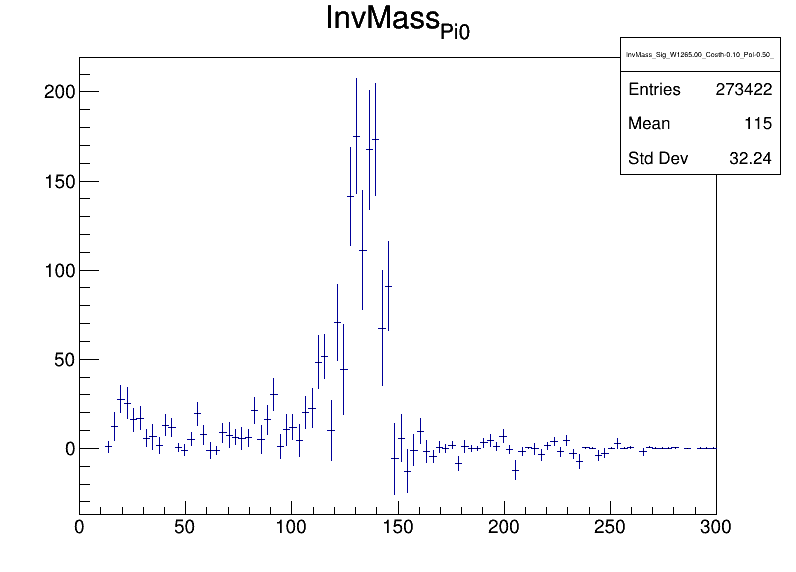 InvMass_Pi0
InvMass_Sig_W1265.00_Costh-0.10_Pol-0.50_
Entries 273422
Mean 115
Std Dev 32.24
200
150
100
50
0
0 50 100 150 200 250 300